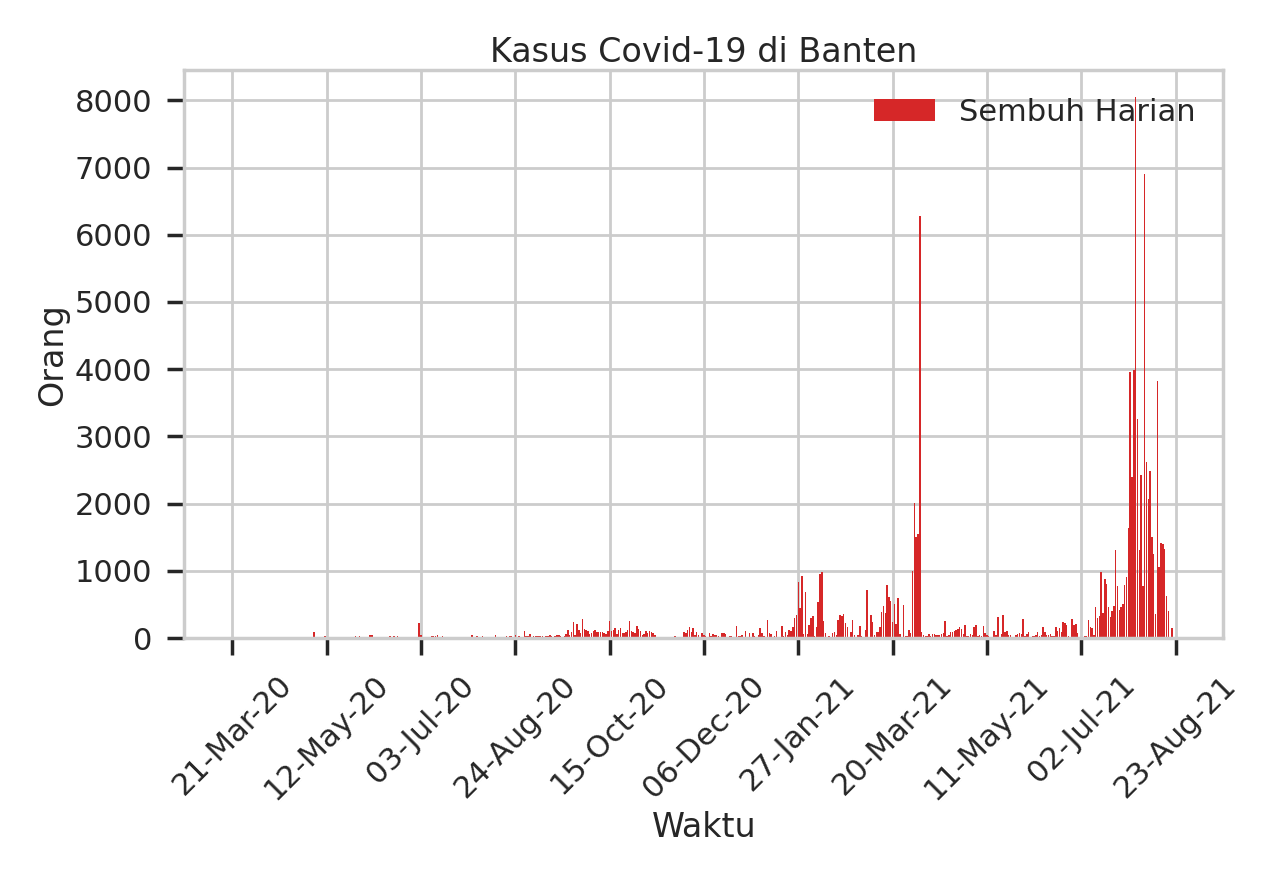 Kasus Covid-19 di Banten
Sembuh Harian
Orang
8000
7000
6000
5000
4000
3000
2000
1000
0
21-Mar-20
12-May-20
03-Jul-20
24-Aug-20
15-Oct-20
06-Dec-20
27-Jan-21
20-Mar-21
11-May-21
02-Jul-21
23-Aug-21
Waktu